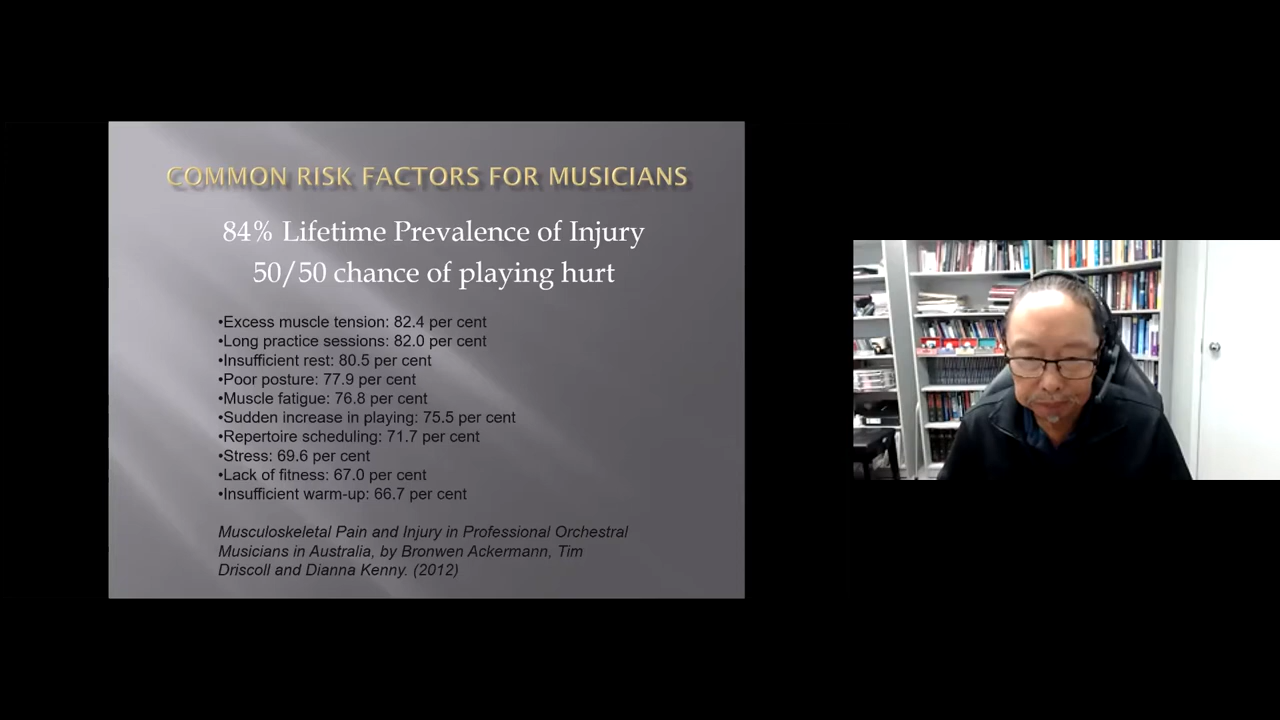 COMMON RISK FACTORS FOR MUSICIANS
84% Lifetime Prevalence of Injury
50/50 chance of playing hurt
•Excess muscle tension: 82.4 per cent
•Long practice sessions: 82.0 per cent
•Insufficient rest: 80.5 per cent
•Poor posture: 77.9 per cent
•Muscle fatigue: 76.8 per cent
•Sudden increase in playing: 75.5 per cent
•Repertoire scheduling: 71.7 per cent
•Stress: 69.6 per cent
•Lack of fitness: 67.0 per cent
•Insufficient warm-up: 66.7 per cent
Musculoskeletal Pain and Injury in Professional Orchestral
Musicians in Australia, by Bronwen Ackermann, Tim
Driscoll and Dianna Kenny. (2012)